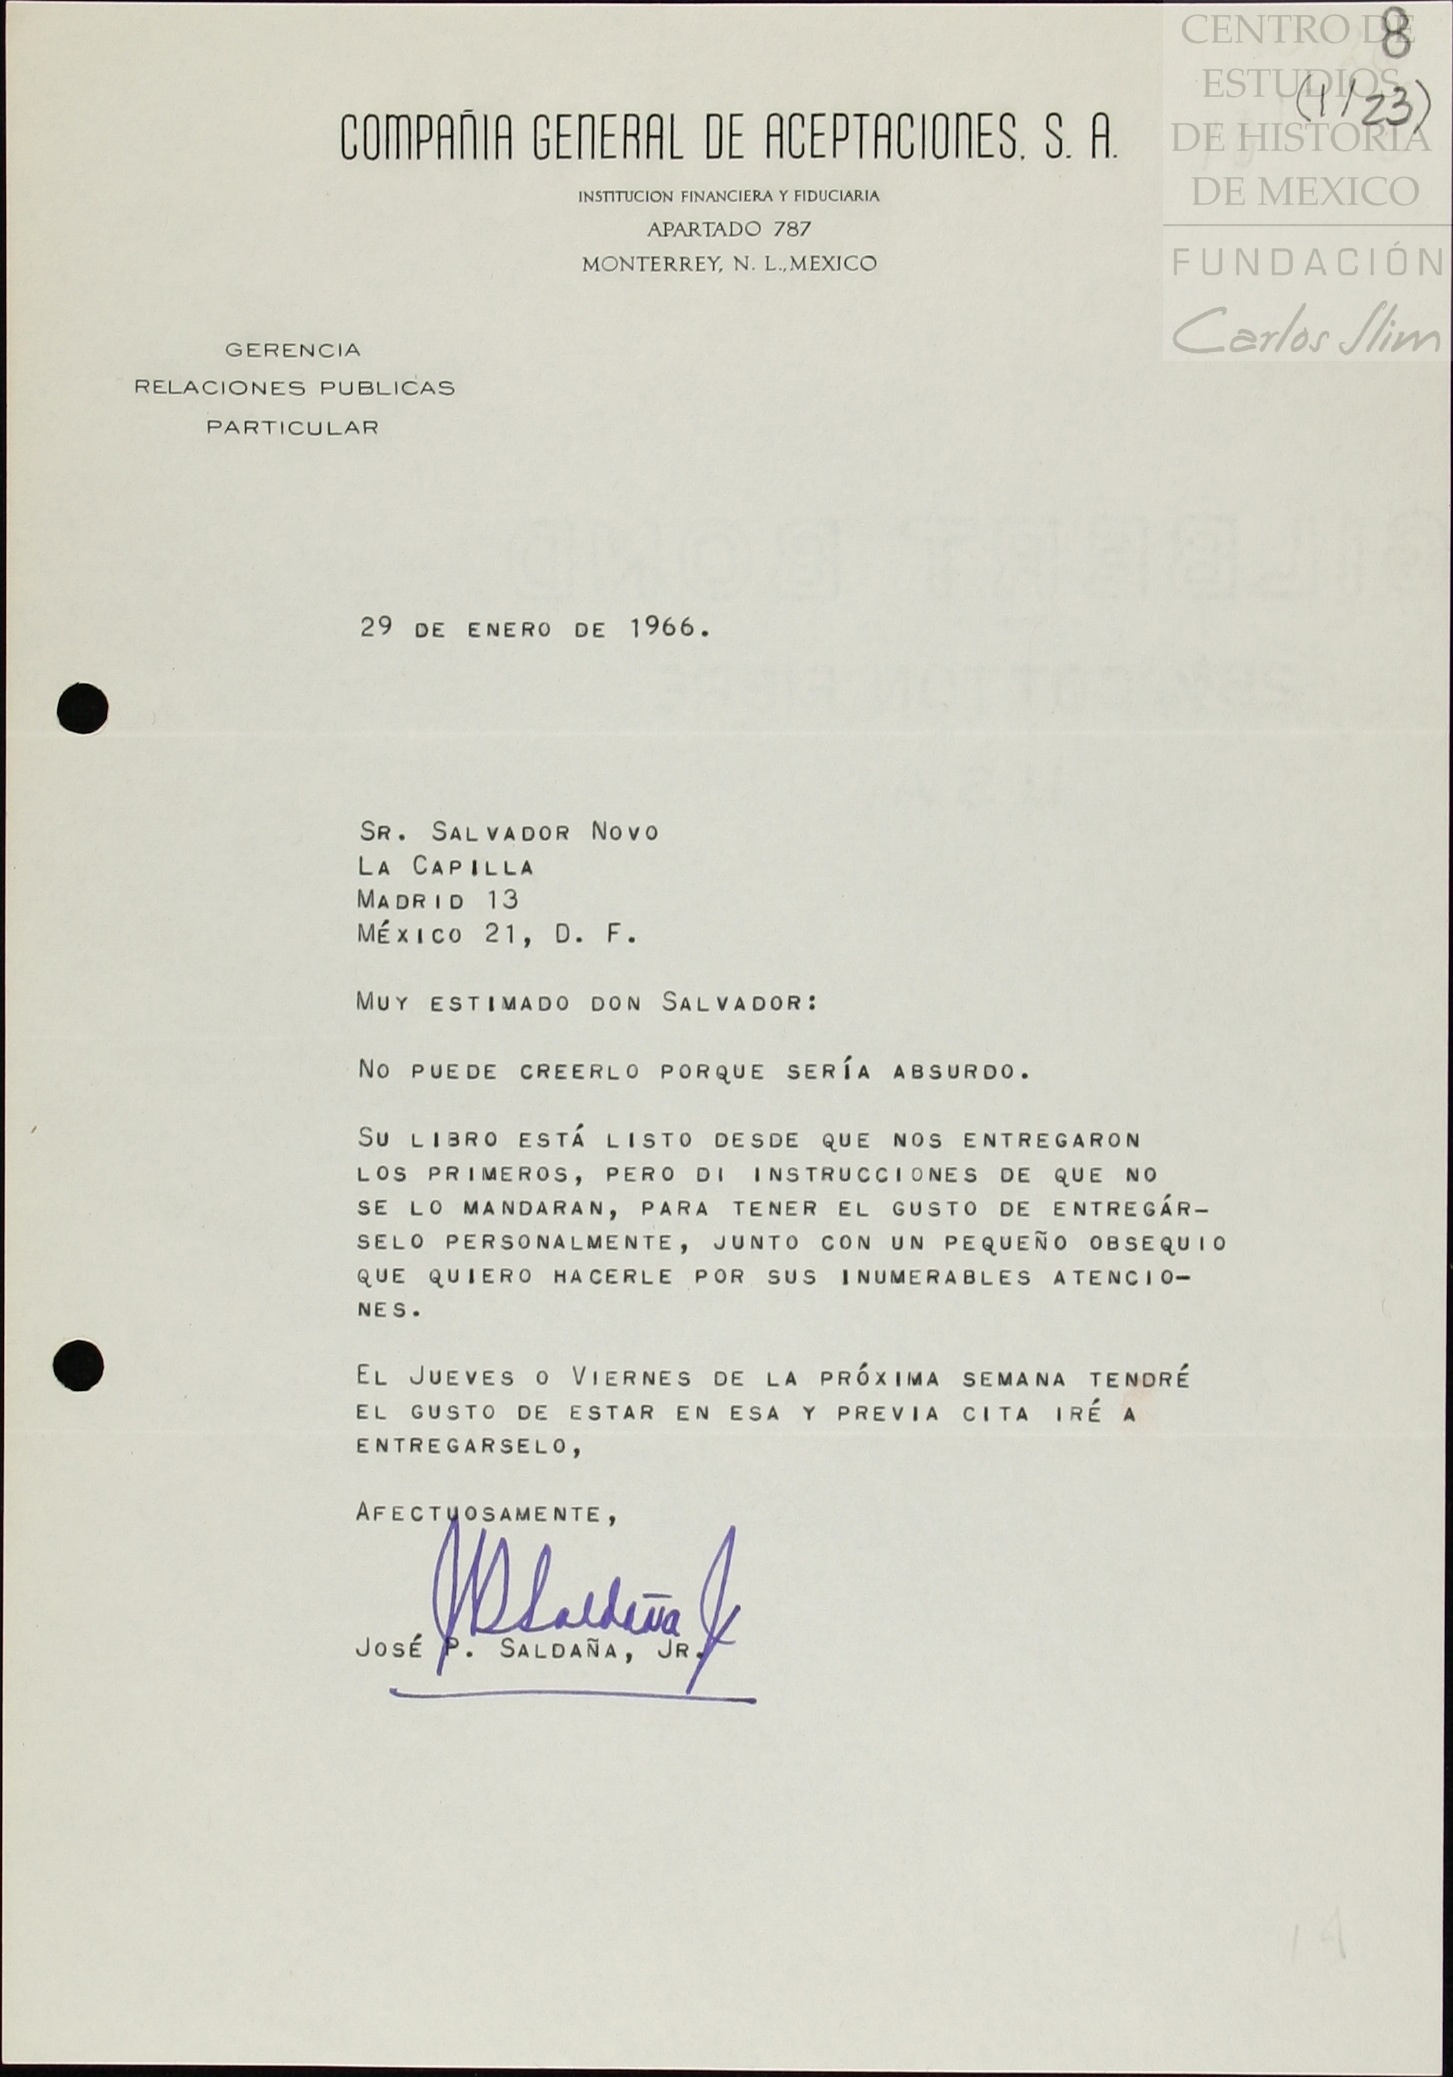 8
(1/23)
CENTRO DE
ESTUDIOS
DE HISTORIA
DE MEXICO
FUNDACIÓN
Carlos Slim
COMPAÑIA GENERAL DE ACEPTACIONES, S. A.
INSTITUCION FINANCIERA Y FIDUCIARIA
APARTADO 787
MONTERREY, N. L., MEXICO
GERENCIA
RELACIONES PUBLICAS
PARTICULAR
29 DE ENERO DE 1966.
SR. SALVADOR NOVO
LA CAPILLA
MADRID 13
MÉXICO 21, D. F.
MUY ESTIMADO DON SALVADOR:
NO PUEDE CREERLO PORQUE SERÍA ABSURDO.
SU LIBRO ESTÁ LISTO DESDE QUE NOS ENTREGARON
LOS PRIMEROS, PERO DI INSTRUCCIONES DE QUE NO
SE LO MANDARAN, PARA TENER EL GUSTO DE ENTREGÁR-
SELO PERSONALMENTE, JUNTO CON UN PEQUEÑO OBSEQUIO
QUE QUIERO HACERLE POR SUS INUMERABLES ATENCIO-
NES.
EL JUEVES O VIERNES DE LA PRÓXIMA SEMANA TENDRÉ
EL GUSTO DE ESTAR EN ESA Y PREVIA CITA IRÉ A
ENTREGARSELO,
AFECTUOSAMENTE,
JP Saldaña Jr
JOSÉ P. SALDAÑA, JR.